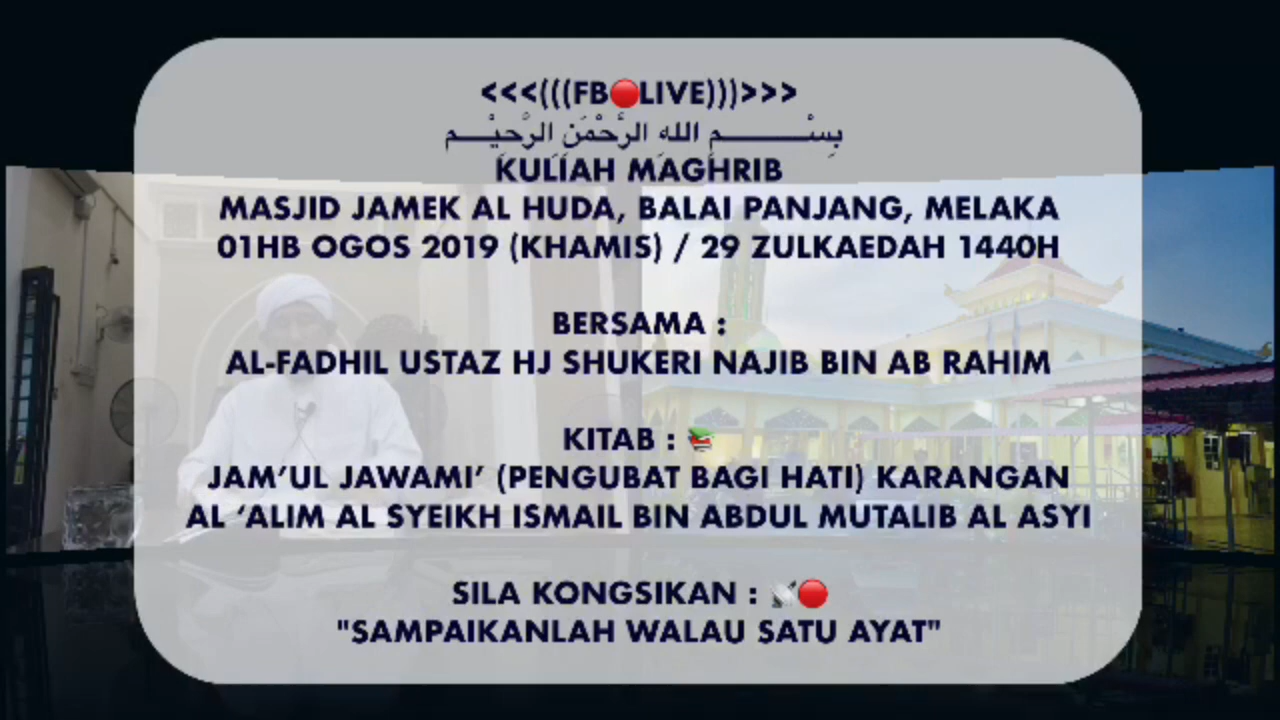 <<<(((FB🔴LIVE)))>>>
بِسْــــــــمِ اللهِ الرَّحْمَنِ الرَّحِيْـــمِ
KULIAH MAGHRIB
MASJID JAMEK AL HUDA, BALAI PANJANG, MELAKA
01HB OGOS 2019 (KHAMIS) / 29 ZULKAEDAH 1440H
BERSAMA :
AL-FADHIL USTAZ HJ SHUKERI NAJIB BIN AB RAHIM
KITAB : 📚
JAM’UL JAWAMI’ (PENGUBAT BAGI HATI) KARANGAN
AL ‘ALIM AL SYEIKH ISMAIL BIN ABDUL MUTALIB AL ASYI
SILA KONGSIKAN : 📡🔴
"SAMPAIKANLAH WALAU SATU AYAT"